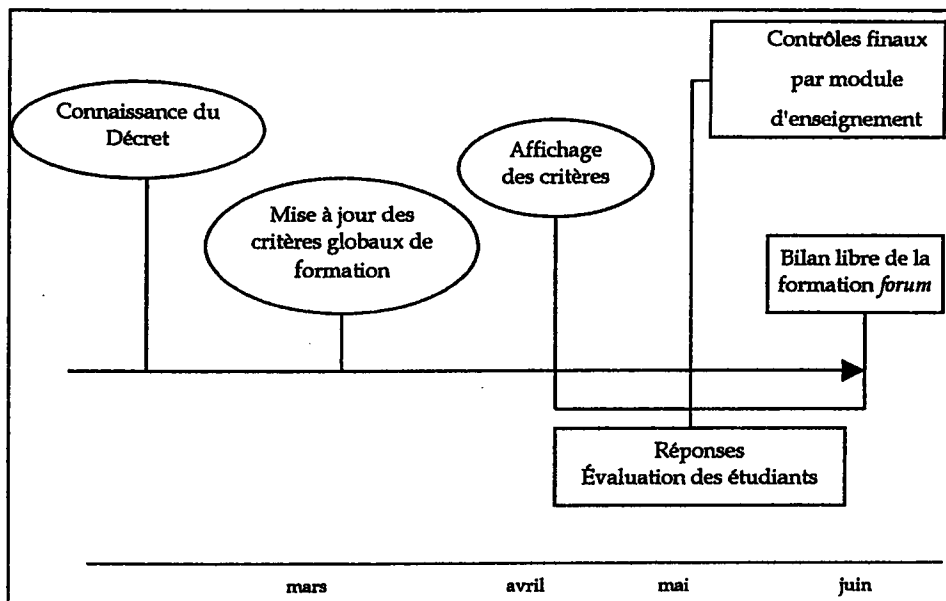 Connaissance du
Décret
Mise à jour des
critères globaux de
formation
Affichage
des critères
Contrôles finaux
par module
d'enseignement
Bilan libre de la
formation forum
Réponses
Évaluation des étudiants
mars
avril
mai
juin